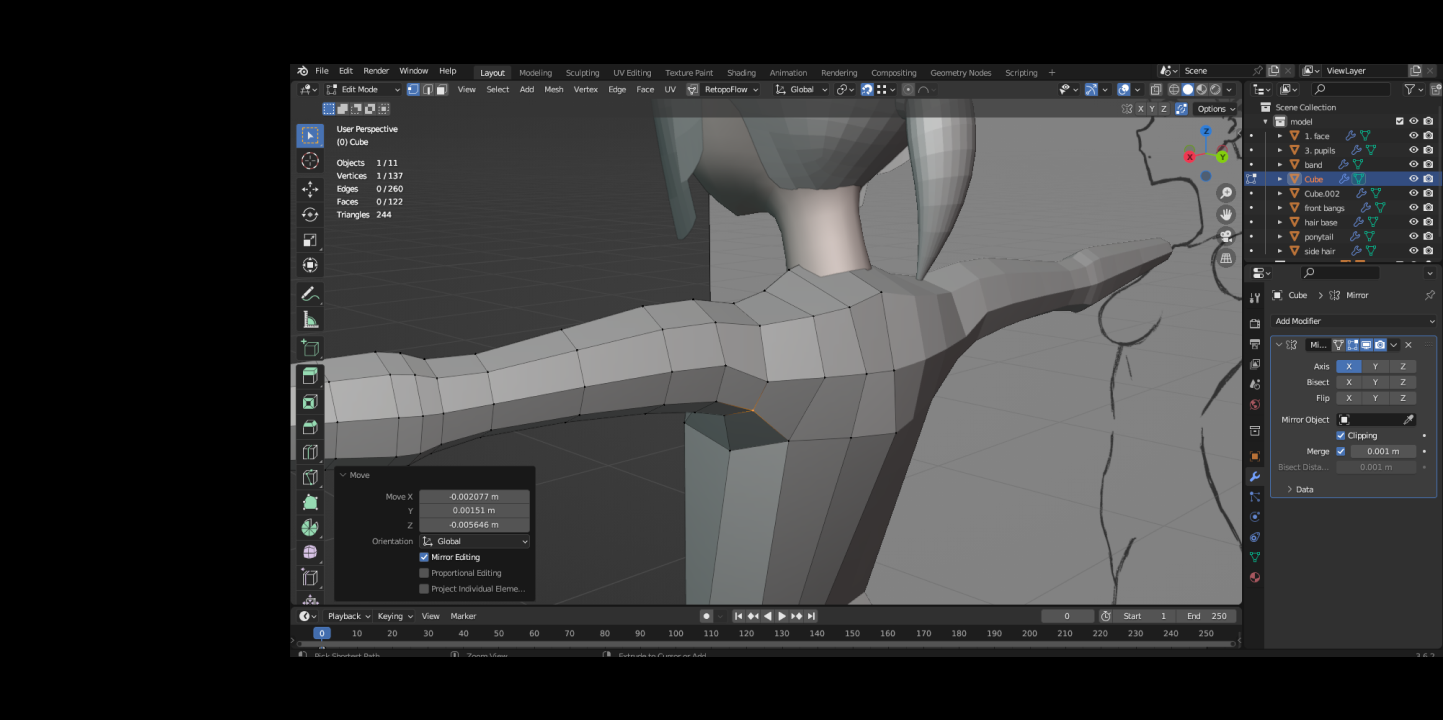 File Edit Render Window Help Layout Modeling Sculpting UV Editing Texture Paint Shading Animation Rendering Compositing Geometry Nodes Scripting + Scene ViewLayer
Edit Mode View Select Add Mesh Vertex Edge Face UV RetopoFlow Global
X Y Z Options
User Perspective
(0) Cube
Objects 1/11
Vertices 1/137
Edges 0/260
Faces 0/122
Triangles 244
Z
X Y
Move
Move X -0.002077 m
Y 0.00151 m
Z -0.005646 m
Orientation Global
Mirror Editing
Proportional Editing
Project Individual Eleme...
Scene Collection
model
1. face
3. pupils
band
Cube
Cube.002
front bangs
hair base
ponytail
side hair
Cube > Mirror
Add Modifier
Mi...
Axis X Y Z
Bisect X Y Z
Flip X Y Z
Mirror Object
Clipping
Merge 0.001 m
Bisect Dista... 0.001 m
Data
Playback Keying View Marker 0 Start 1 End 250
0 10 20 30 40 50 60 70 80 90 100 110 120 130 140 150 160 170 180 190 200 210 220 230 240 250
Pick Shortest Path Zoom View Extrude to Cursor or Add 3.6.2